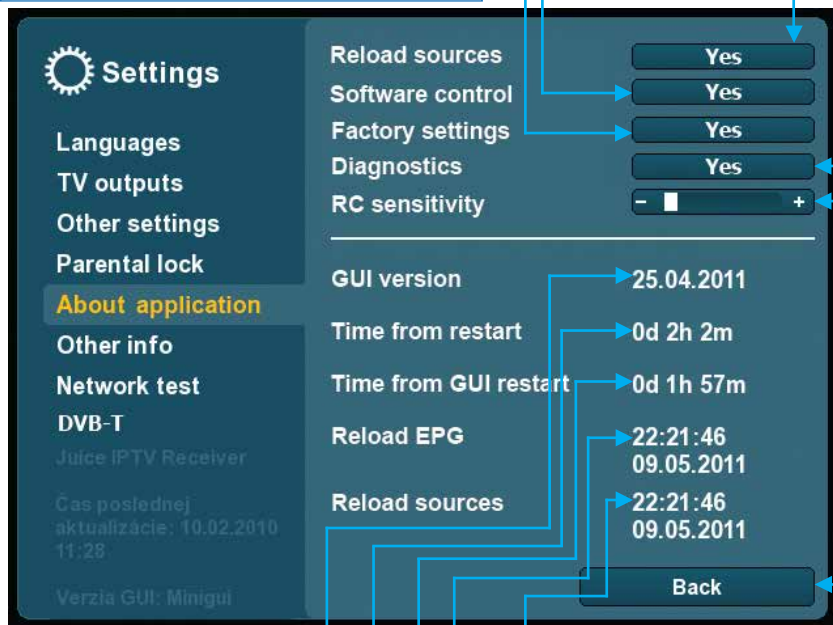 Settings
Languages
TV outputs
Other settings
Parental lock
About application
Other info
Network test
DVB-T
Juice IPTV Receiver
Čas poslednej
aktualizácie: 10.02.2010
11:28
Verzia GUI: Minigui
Reload sources Yes
Software control Yes
Factory settings Yes
Diagnostics Yes
RC sensitivity - +
GUI version 25.04.2011
Time from restart 0d 2h 2m
Time from GUI restart 0d 1h 57m
Reload EPG 22:21:46
09.05.2011
Reload sources 22:21:46
09.05.2011
Back